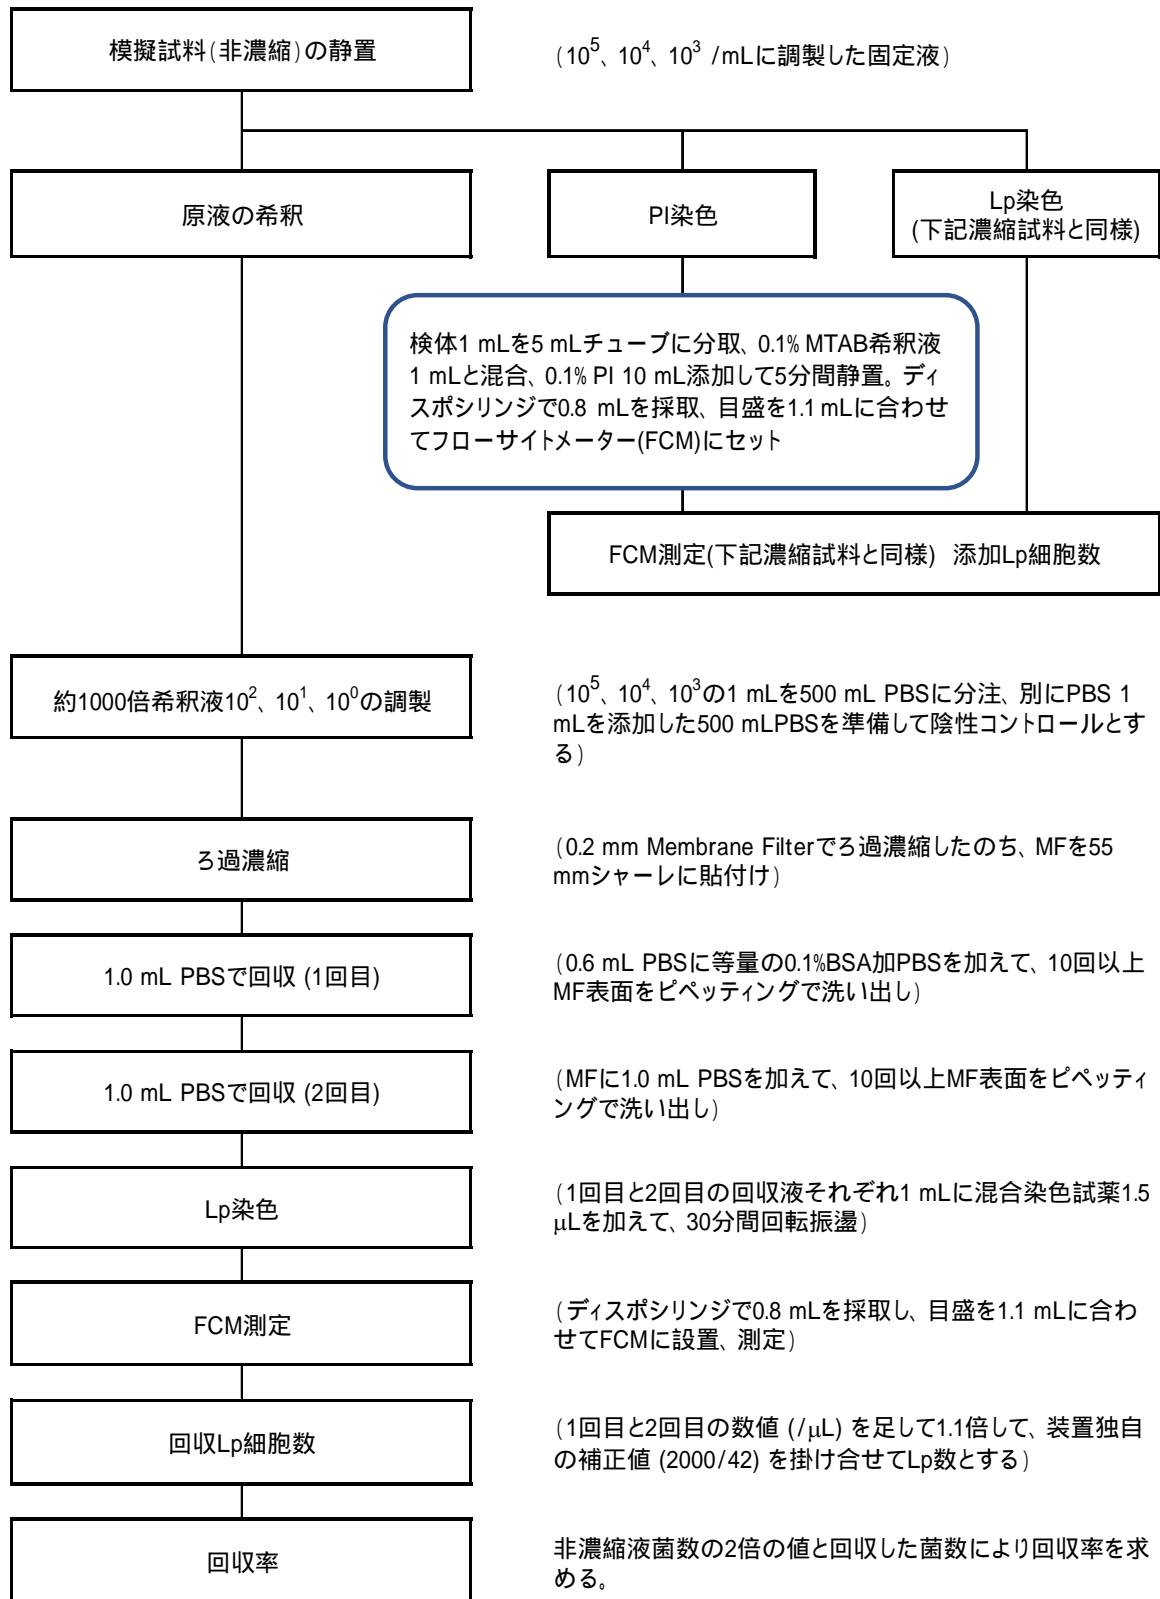 模擬試料(非濃縮)の静置
(10⁵、10⁴、10³ /mLに調製した固定液)
原液の希釈
PI染色
Lp染色
(下記濃縮試料と同様)
検体1 mLを5 mLチューブに分取、0.1% MTAB希釈液
1 mLと混合、0.1% PI 10 mL添加して5分間静置。ディ
スポシリンジで0.8 mLを採取、目盛を1.1 mLに合わせ
てフローサイトメーター(FCM)にセット
FCM測定(下記濃縮試料と同様) 添加Lp細胞数
約1000倍希釈液10²、10¹、10⁰の調製
(10⁵、10⁴、10³の1 mLを500 mL PBSに分注、別にPBS 1
mLを添加した500 mLPBSを準備して陰性コントロールとす
る)
ろ過濃縮
(0.2 mm Membrane Filterでろ過濃縮したのち、MFを55
mmシャーレに貼付け)
1.0 mL PBSで回収 (1回目)
(0.6 mL PBSに等量の0.1%BSA加PBSを加えて、10回以上
MF表面をピペッティングで洗い出し)
1.0 mL PBSで回収 (2回目)
(MFに1.0 mL PBSを加えて、10回以上MF表面をピペッティ
ングで洗い出し)
Lp染色
(1回目と2回目の回収液それぞれ1 mLに混合染色試薬1.5
μLを加えて、30分間回転振盪)
FCM測定
(ディスポシリンジで0.8 mLを採取し、目盛を1.1 mLに合わ
せてFCMに設置、測定)
回収Lp細胞数
(1回目と2回目の数値 (/μL) を足して1.1倍して、装置独自
の補正値 (2000/42) を掛け合せてLp数とする)
回収率
非濃縮液菌数の2倍の値と回収した菌数により回収率を求
める。